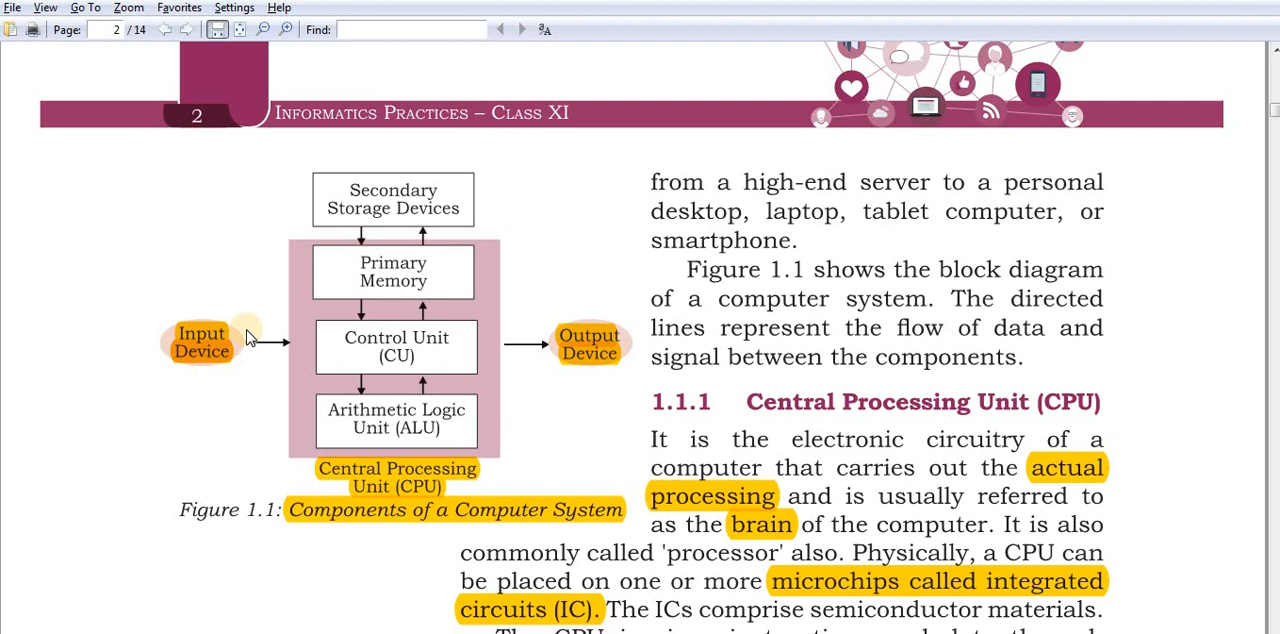 File View Go To Zoom Favorites Settings Help
Page: 2 / 14 Find:
2 INFORMATICS PRACTICES – CLASS XI
Secondary
Storage Devices
Primary
Memory
Input
Device
Control Unit
(CU)
Output
Device
Arithmetic Logic
Unit (ALU)
Central Processing
Unit (CPU)
Figure 1.1: Components of a Computer System
from a high-end server to a personal
desktop, laptop, tablet computer, or
smartphone.
Figure 1.1 shows the block diagram
of a computer system. The directed
lines represent the flow of data and
signal between the components.
1.1.1 Central Processing Unit (CPU)
It is the electronic circuitry of a
computer that carries out the actual
processing and is usually referred to
as the brain of the computer. It is also
commonly called 'processor' also. Physically, a CPU can
be placed on one or more microchips called integrated
circuits (IC). The ICs comprise semiconductor materials.